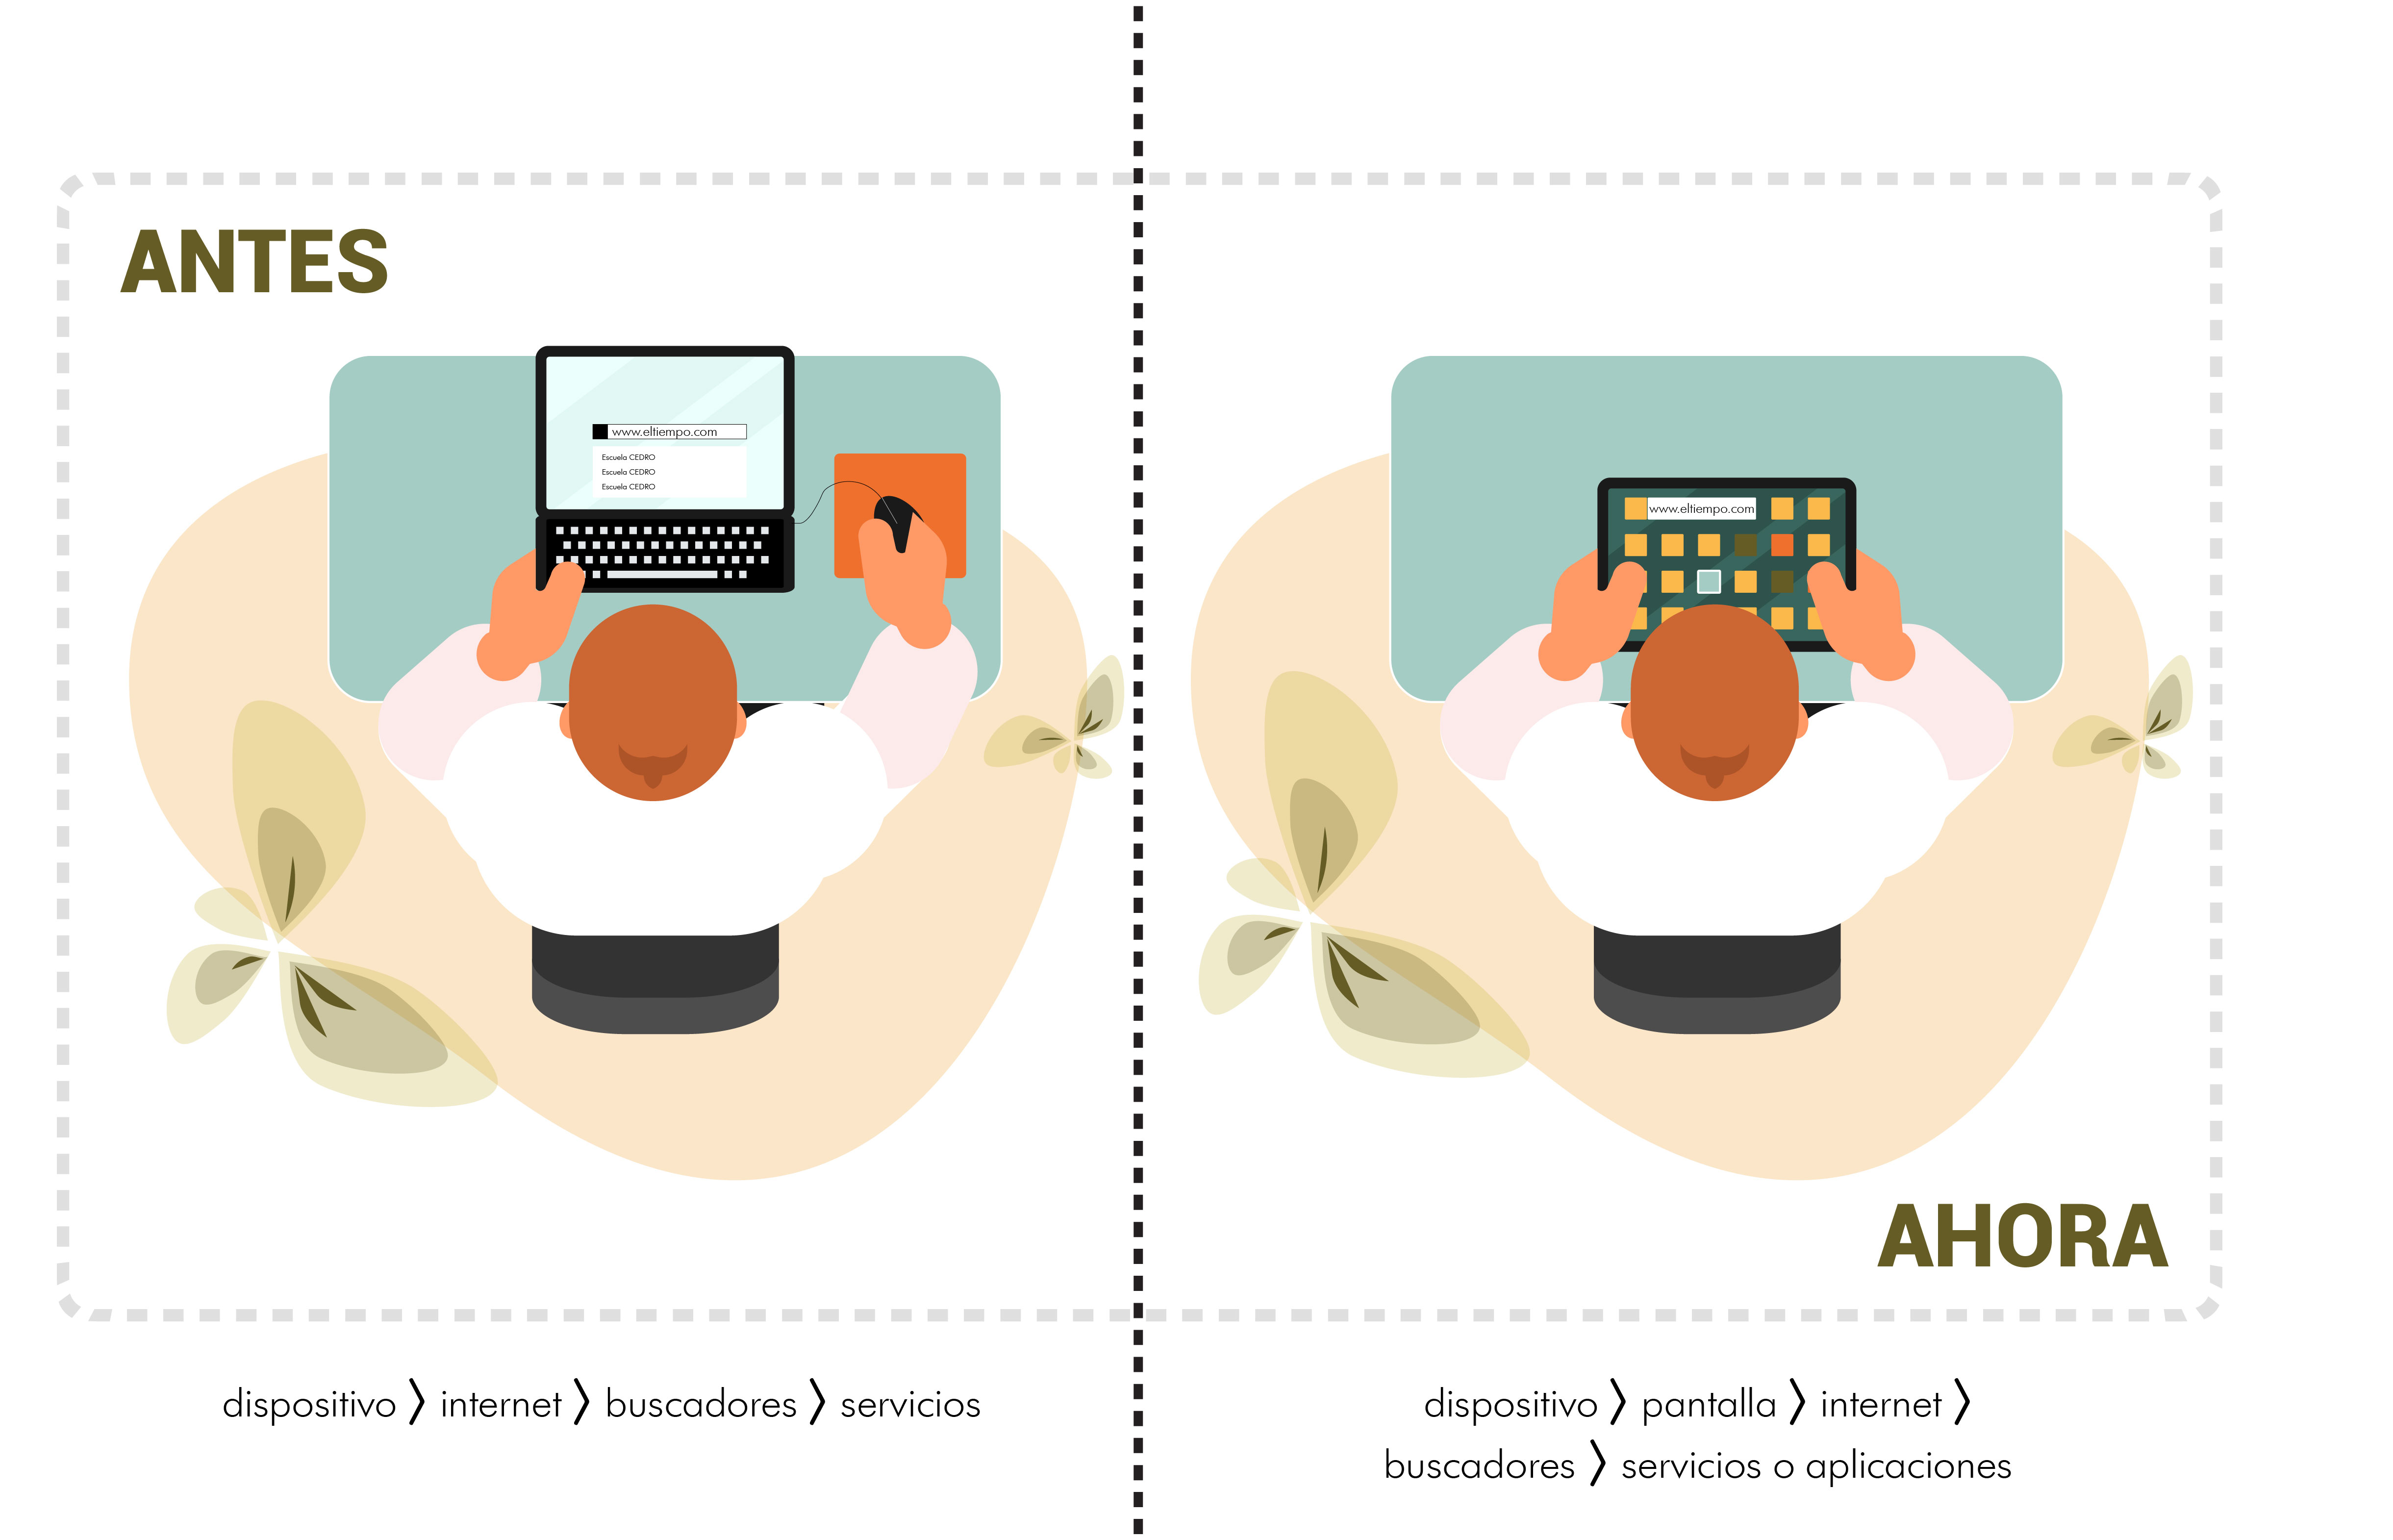 ANTES
www.eltiempo.com
Escuela CEDRO
Escuela CEDRO
Escuela CEDRO
dispositivo > internet > buscadores > servicios
www.eltiempo.com
AHORA
dispositivo > pantalla > internet >
buscadores > servicios o aplicaciones